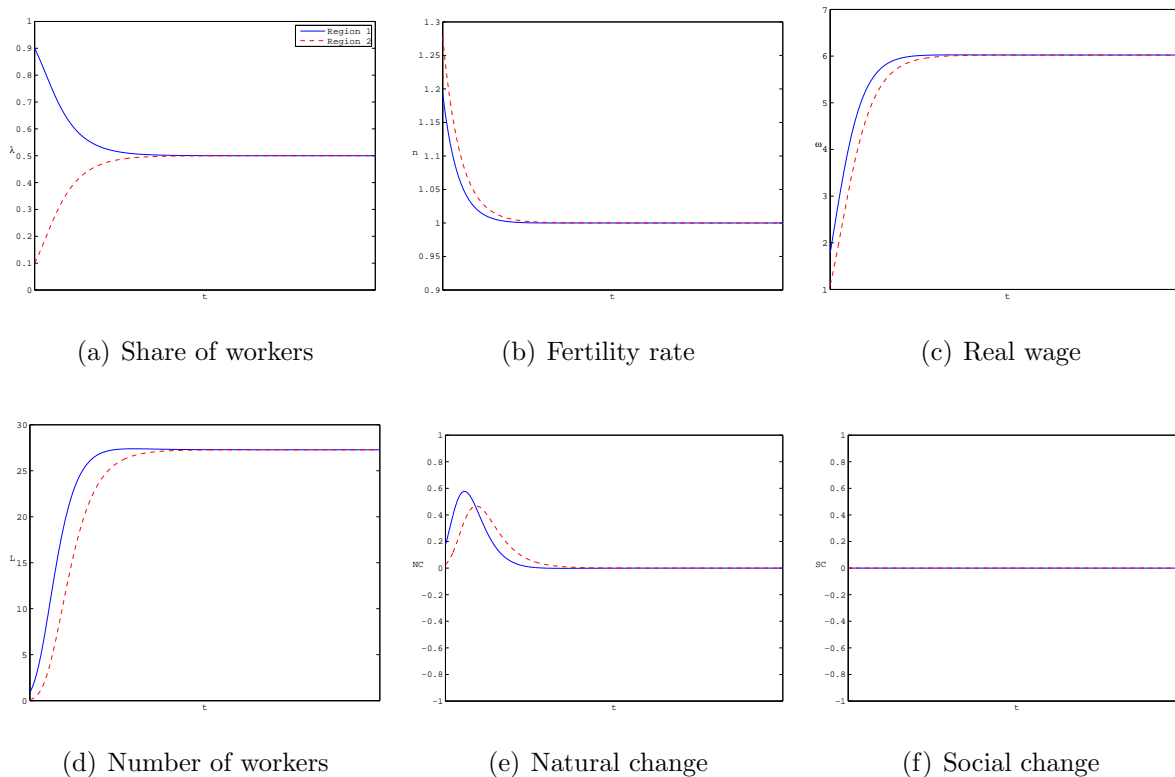 1
0.9
0.8
0.7
0.6
λ 0.5
0.4
0.3
0.2
0.1
0
t
Region 1
Region 2
(a) Share of workers
1.3
1.25
1.2
1.15
n 1.1
1.05
1
0.95
0.9
t
(b) Fertility rate
7
6
5
ω 4
3
2
1
t
(c) Real wage
30
25
20
L 15
10
5
0
t
(d) Number of workers
1
0.8
0.6
0.4
0.2
NC 0
-0.2
-0.4
-0.6
-0.8
-1
t
(e) Natural change
1
0.8
0.6
0.4
0.2
SC 0
-0.2
-0.4
-0.6
-0.8
-1
t
(f) Social change